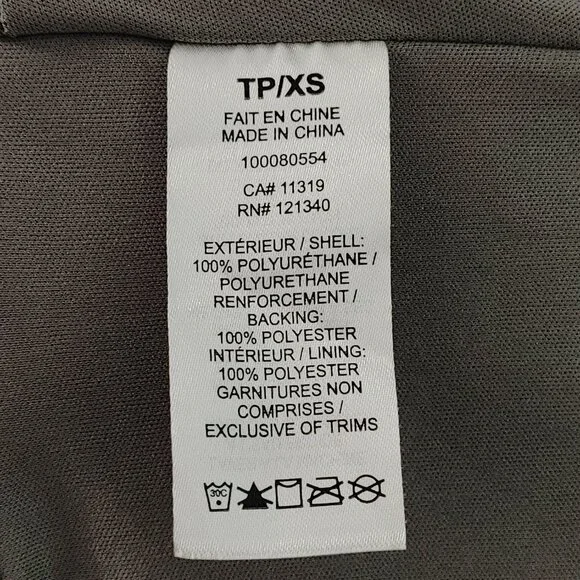 TP/XS
FAIT EN CHINE
MADE IN CHINA
100080554
CA# 11319
RN# 121340
EXTÉRIEUR / SHELL:
100% POLYURÉTHANE /
POLYURETHANE
RENFORCEMENT /
BACKING:
100% POLYESTER
INTÉRIEUR / LINING:
100% POLYESTER
GARNITURES NON
COMPRISES /
EXCLUSIVE OF TRIMS
30C